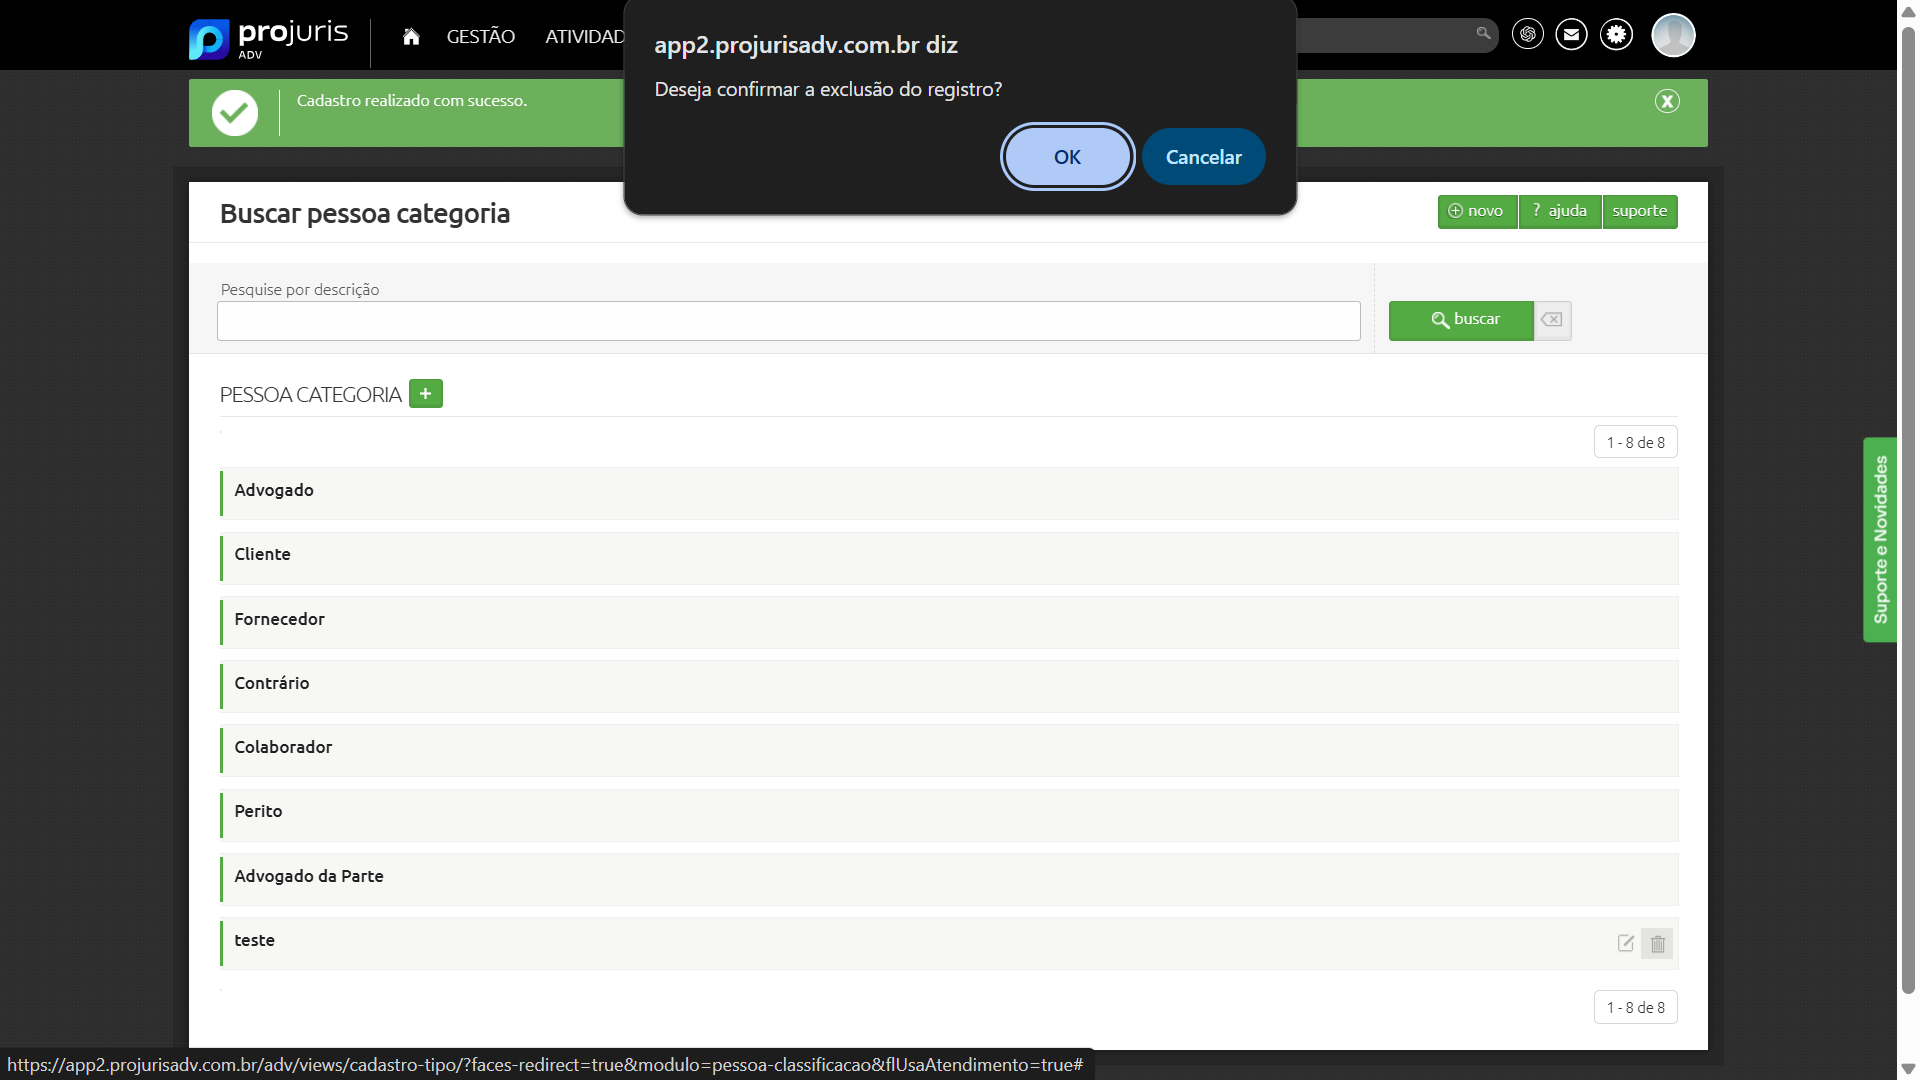 projuris
ADV
GESTÃO
ATIVIDAD
app2.projurisadv.com.br diz
Deseja confirmar a exclusão do registro?
OK
Cancelar
Cadastro realizado com sucesso.
X
Buscar pessoa categoria
novo
? ajuda
suporte
Pesquise por descrição
buscar
PESSOA CATEGORIA +
1 - 8 de 8
Advogado
Cliente
Fornecedor
Contrário
Colaborador
Perito
Advogado da Parte
teste
1 - 8 de 8
Suporte e Novidades
https://app2.projurisadv.com.br/adv/views/cadastro-tipo/?faces-redirect=true&modulo=pessoa-classificacao&flUsaAtendimento=true#